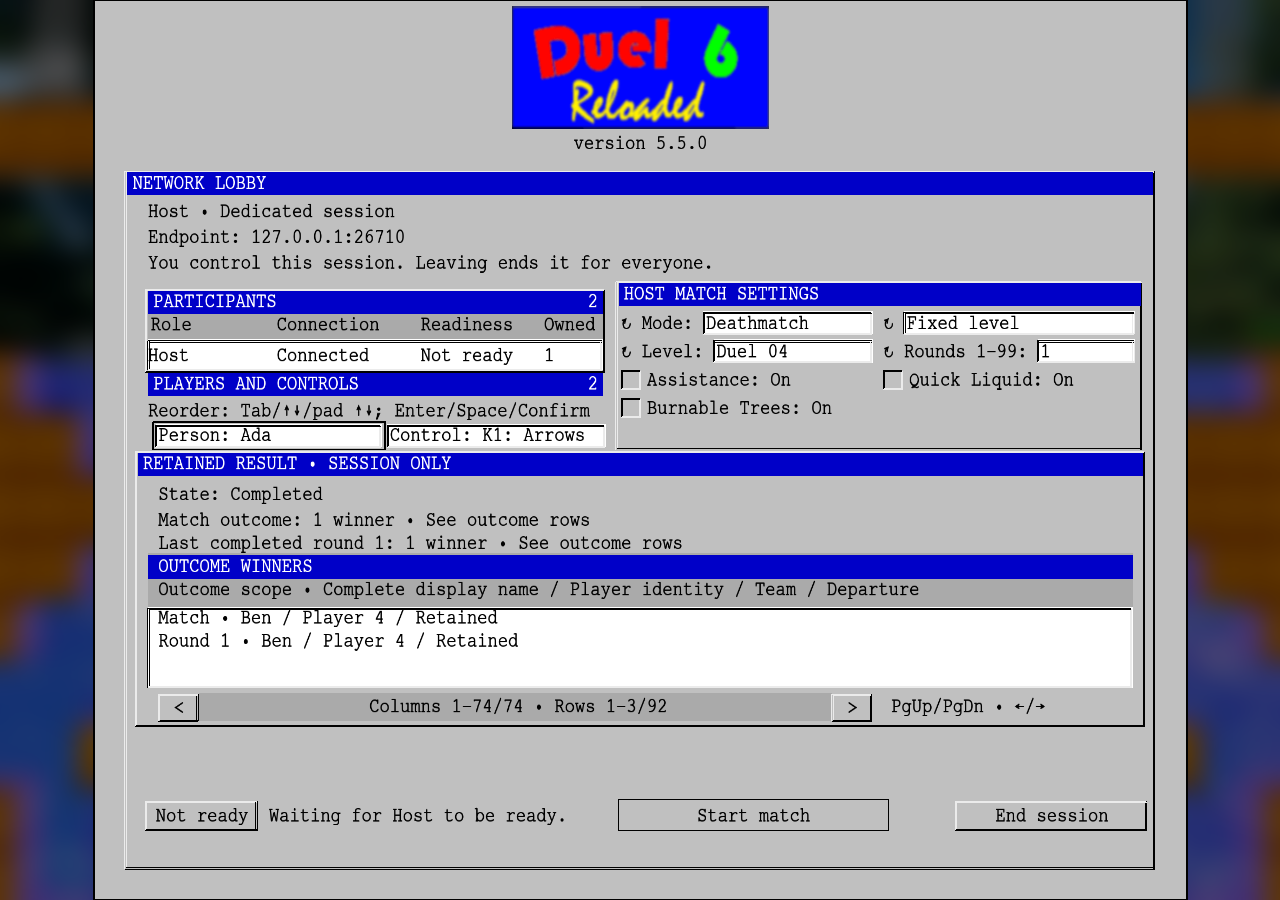 Duel 6
Reloaded
version 5.5.0
NETWORK LOBBY
Host • Dedicated session
Endpoint: 127.0.0.1:26710
You control this session. Leaving ends it for everyone.
PARTICIPANTS 2
Role Connection Readiness Owned
Host Connected Not ready 1
PLAYERS AND CONTROLS 2
Reorder: Tab/↑↓/pad ↑↓; Enter/Space/Confirm
Person: Ada Control: K1: Arrows
HOST MATCH SETTINGS
↻ Mode: Deathmatch ↻ Fixed level
↻ Level: Duel 04 ↻ Rounds 1-99: 1
Assistance: On Quick Liquid: On
Burnable Trees: On
RETAINED RESULT • SESSION ONLY
State: Completed
Match outcome: 1 winner • See outcome rows
Last completed round 1: 1 winner • See outcome rows
OUTCOME WINNERS
Outcome scope • Complete display name / Player identity / Team / Departure
Match • Ben / Player 4 / Retained
Round 1 • Ben / Player 4 / Retained
< Columns 1-74/74 • Rows 1-3/92 > PgUp/PgDn • ←/→
Not ready Waiting for Host to be ready. Start match End session